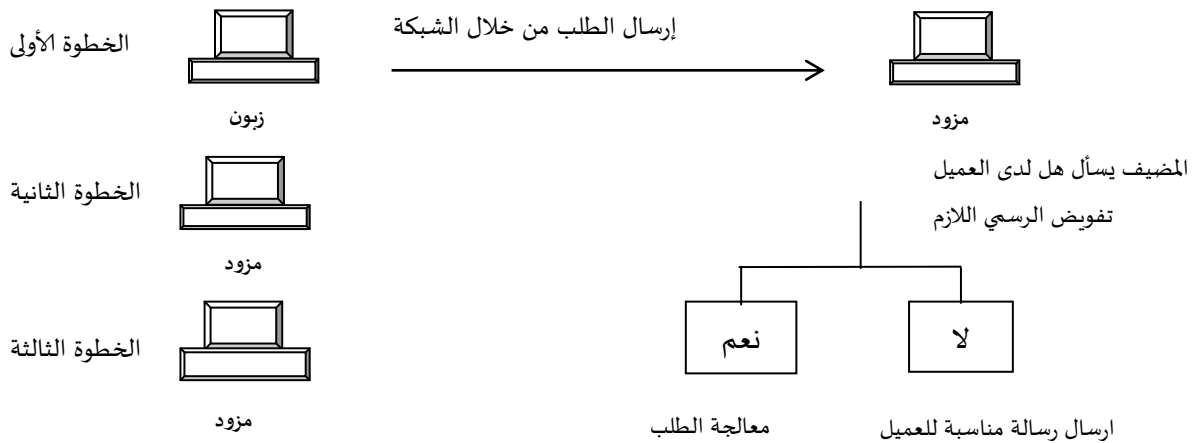 الخطوة الأولى
إرسال الطلب من خلال الشبكة
زبون
مزود
الخطوة الثانية
المضيف يسأل هل لدى العميل
تفويض الرسمي اللازم
مزود
الخطوة الثالثة
نعم
لا
مزود
معالجة الطلب
ارسال رسالة مناسبة للعميل